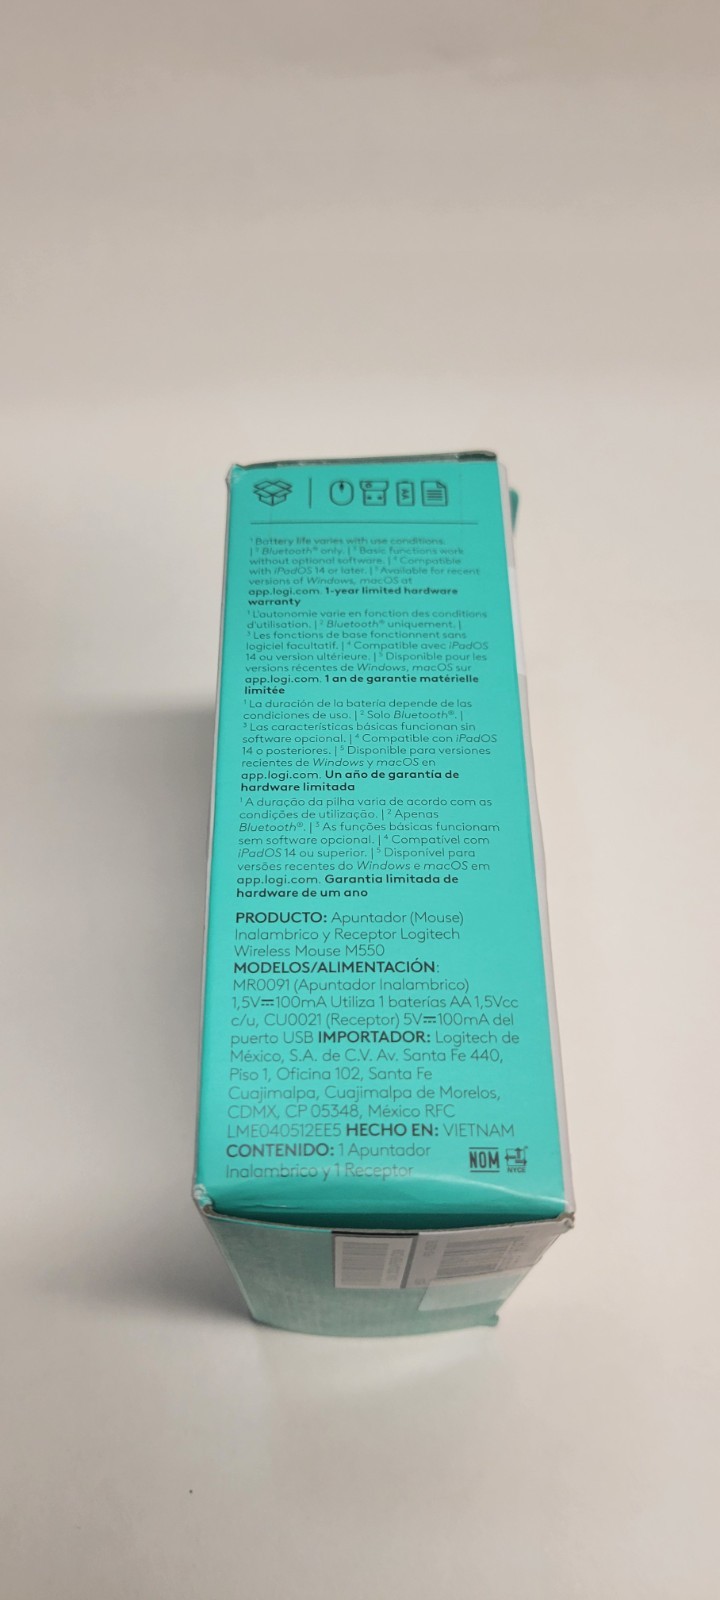 AA
¹ Battery life varies with use conditions.
| ² Bluetooth® only. | ³ Basic functions work
without optional software. | ⁴ Compatible
with iPadOS 14 or later. | ⁵ Available for recent
versions of Windows, macOS at
app.logi.com. 1-year limited hardware
warranty
¹ L'autonomie varie en fonction des conditions
d'utilisation. | ² Bluetooth® uniquement. |
³ Les fonctions de base fonctionnent sans
logiciel facultatif. | ⁴ Compatible avec iPadOS
14 ou version ultérieure. | ⁵ Disponible pour les
versions récentes de Windows, macOS sur
app.logi.com. 1 an de garantie matérielle
limitée
¹ La duración de la batería depende de las
condiciones de uso. | ² Solo Bluetooth®. |
³ Las características básicas funcionan sin
software opcional. | ⁴ Compatible con iPadOS
14 o posteriores. | ⁵ Disponible para versiones
recientes de Windows y macOS en
app.logi.com. Un año de garantía de
hardware limitada
¹ A duração da pilha varia de acordo com as
condições de utilização. | ² Apenas
Bluetooth®. | ³ As funções básicas funcionam
sem software opcional. | ⁴ Compatível com
iPadOS 14 ou superior. | ⁵ Disponível para
versões recentes do Windows e macOS em
app.logi.com. Garantia limitada de
hardware de um ano
PRODUCTO: Apuntador (Mouse)
Inalambrico y Receptor Logitech
Wireless Mouse M550
MODELOS/ALIMENTACIÓN:
MR0091 (Apuntador Inalambrico)
1,5V⎓100mA Utiliza 1 baterías AA 1,5Vcc
c/u, CU0021 (Receptor) 5V⎓100mA del
puerto USB IMPORTADOR: Logitech de
México, S.A. de C.V. Av. Santa Fe 440,
Piso 1, Oficina 102, Santa Fe
Cuajimalpa, Cuajimalpa de Morelos,
CDMX, CP 05348, México RFC
LME040512EE5 HECHO EN: VIETNAM
CONTENIDO: 1 Apuntador
Inalambrico y 1 Receptor
NOM NYCE